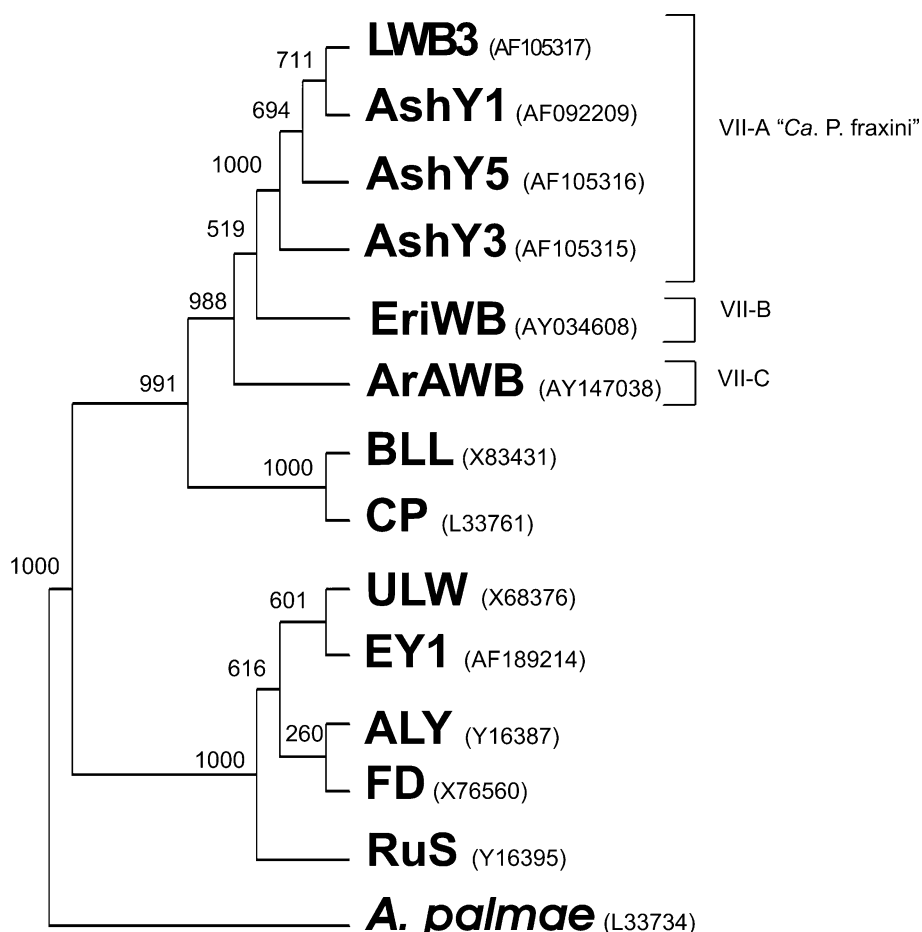 LWB3 (AF105317)
711
AshY1 (AF092209)
694
VII-A “Ca. P. fraxini”
1000
AshY5 (AF105316)
519
AshY3 (AF105315)
988
EriWB (AY034608)
VII-B
991
ArAWB (AY147038)
VII-C
BLL (X83431)
1000
CP (L33761)
1000
ULW (X68376)
601
EY1 (AF189214)
616
ALY (Y16387)
260
1000
FD (X76560)
RuS (Y16395)
A. palmae (L33734)